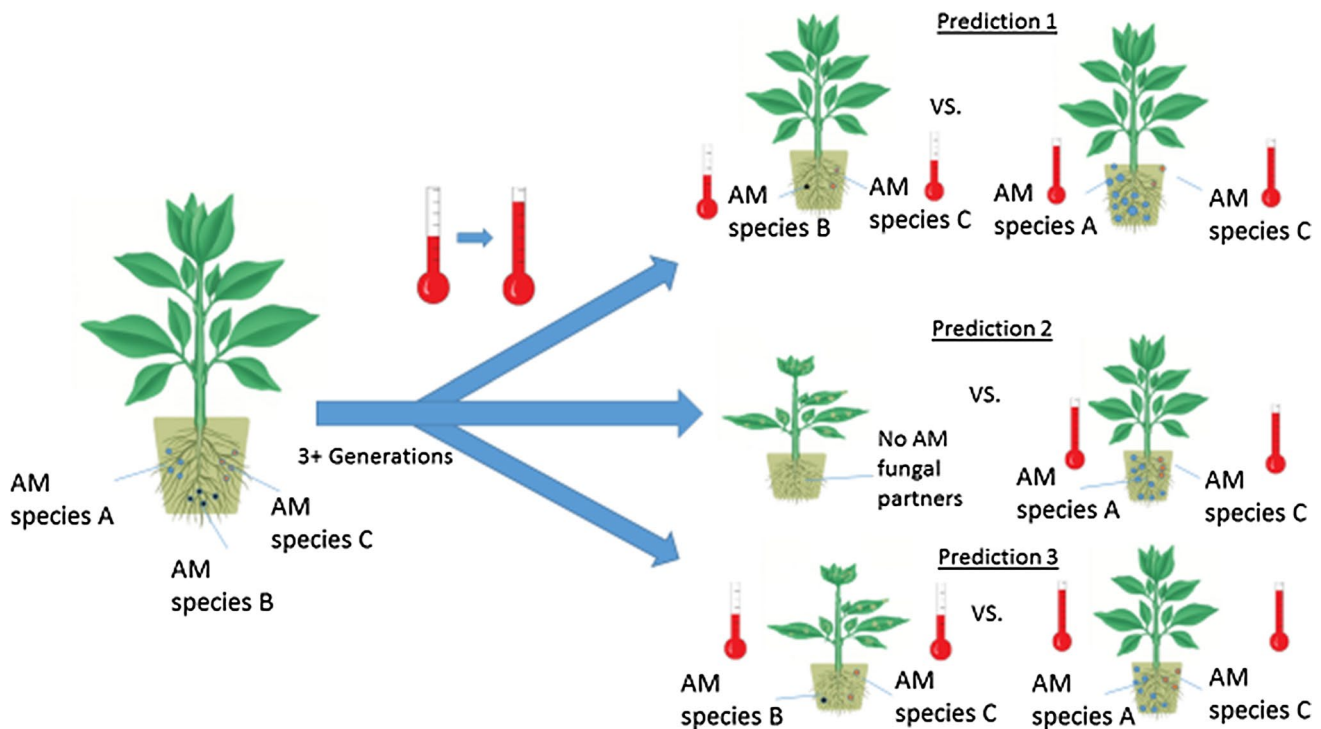 Prediction 1
VS.
AM
species B
AM
species C
AM
species A
AM
species C
3+ Generations
AM
species A
AM
species B
AM
species C
Prediction 2
VS.
No AM
fungal
partners
AM
species A
AM
species C
Prediction 3
VS.
AM
species B
AM
species C
AM
species A
AM
species C